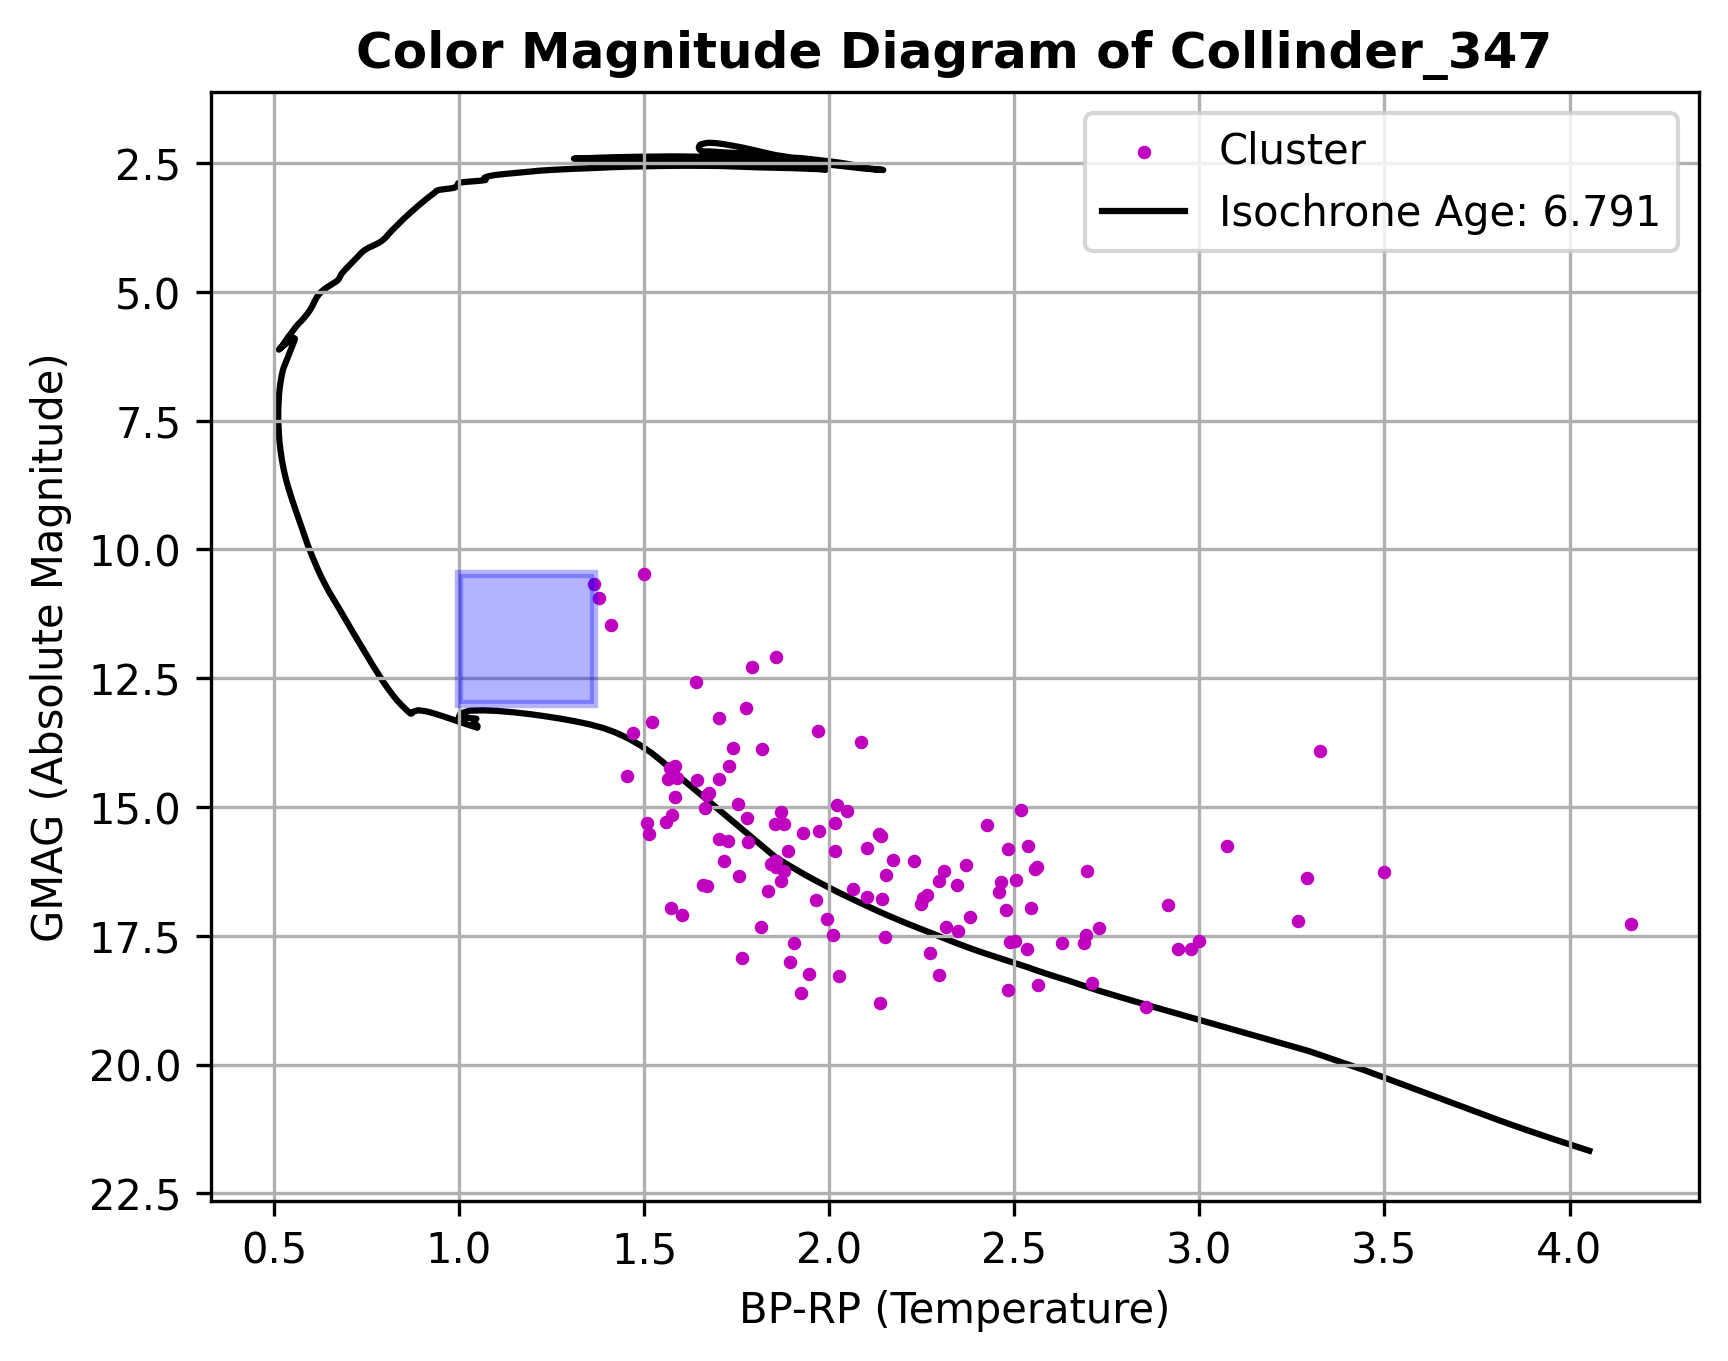 Color Magnitude Diagram of Collinder_347
Cluster
Isochrone Age: 6.791
GMAG (Absolute Magnitude)
2.5
5.0
7.5
10.0
12.5
15.0
17.5
20.0
22.5
0.5 1.0 1.5 2.0 2.5 3.0 3.5 4.0
BP-RP (Temperature)